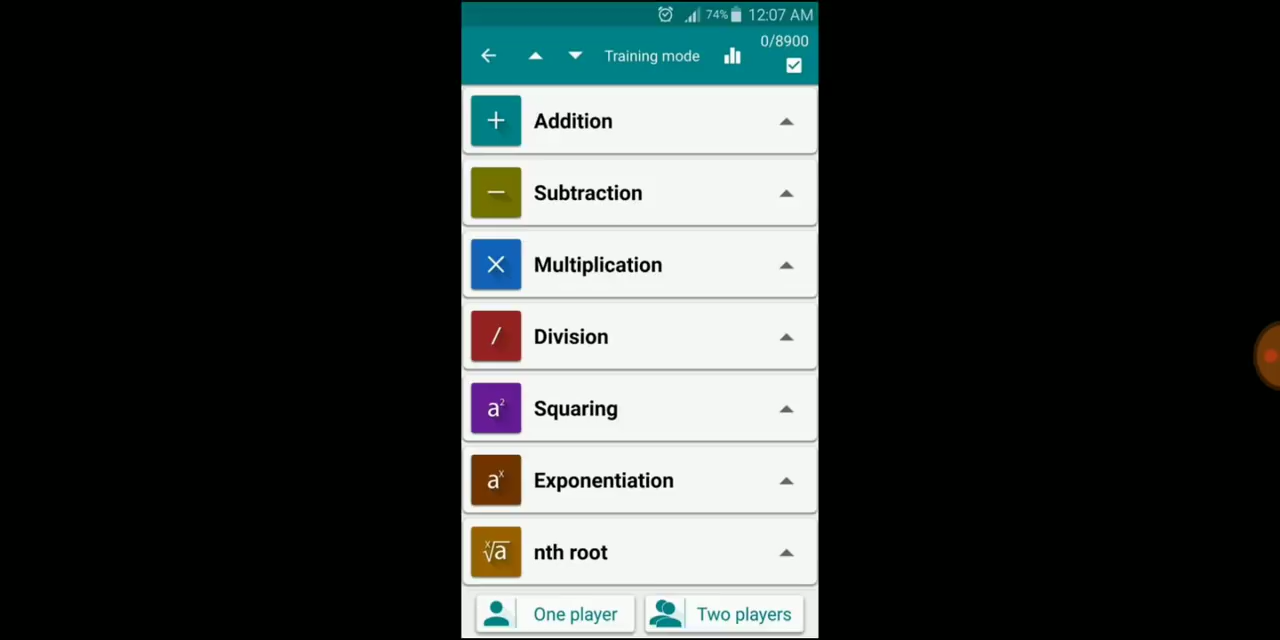 74% 12:07 AM
Training mode 0/8900
+ Addition
− Subtraction
× Multiplication
/ Division
a² Squaring
aˣ Exponentiation
ˣ√a nth root
One player Two players